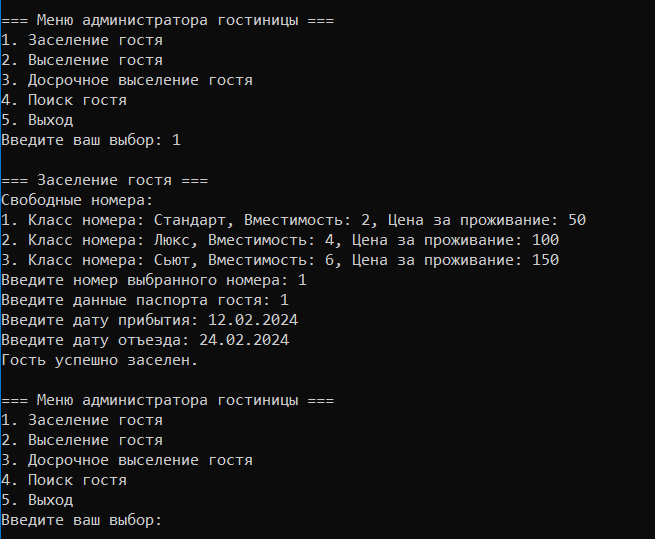 === Меню администратора гостиницы ===
1. Заселение гостя
2. Выселение гостя
3. Досрочное выселение гостя
4. Поиск гостя
5. Выход
Введите ваш выбор: 1
=== Заселение гостя ===
Свободные номера:
1. Класс номера: Стандарт, Вместимость: 2, Цена за проживание: 50
2. Класс номера: Люкс, Вместимость: 4, Цена за проживание: 100
3. Класс номера: Сьют, Вместимость: 6, Цена за проживание: 150
Введите номер выбранного номера: 1
Введите данные паспорта гостя: 1
Введите дату прибытия: 12.02.2024
Введите дату отъезда: 24.02.2024
Гость успешно заселен.
=== Меню администратора гостиницы ===
1. Заселение гостя
2. Выселение гостя
3. Досрочное выселение гостя
4. Поиск гостя
5. Выход
Введите ваш выбор: